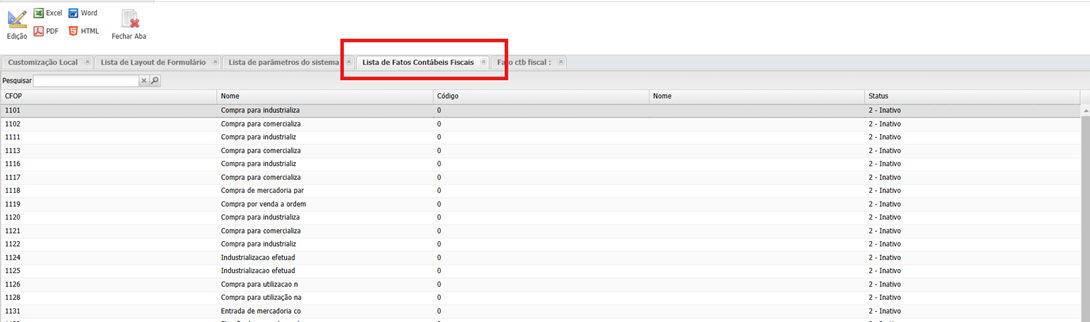 Excel Word
Edição PDF HTML Fechar Aba
Customização Local Lista de Layout de Formulário Lista de parâmetros do sistema Lista de Fatos Contábeis Fiscais Fato ctb fiscal :
Pesquisar
CFOP Nome Código Nome Status
1101 Compra para industrializa 0 2 - Inativo
1102 Compra para comercializa 0 2 - Inativo
1111 Compra para industrializ 0 2 - Inativo
1113 Compra para comercializa 0 2 - Inativo
1116 Compra para industrializ 0 2 - Inativo
1117 Compra para comercializa 0 2 - Inativo
1118 Compra de mercadoria par 0 2 - Inativo
1119 Compra por venda a ordem 0 2 - Inativo
1120 Compra para industrializa 0 2 - Inativo
1121 Compra para comercializa 0 2 - Inativo
1122 Compra para industrializ 0 2 - Inativo
1124 Industrializacao efetuad 0 2 - Inativo
1125 Industrializacao efetuad 0 2 - Inativo
1126 Compra para utilizacao n 0 2 - Inativo
1128 Compra para utilização na 0 2 - Inativo
1131 Entrada de mercadoria co 0 2 - Inativo